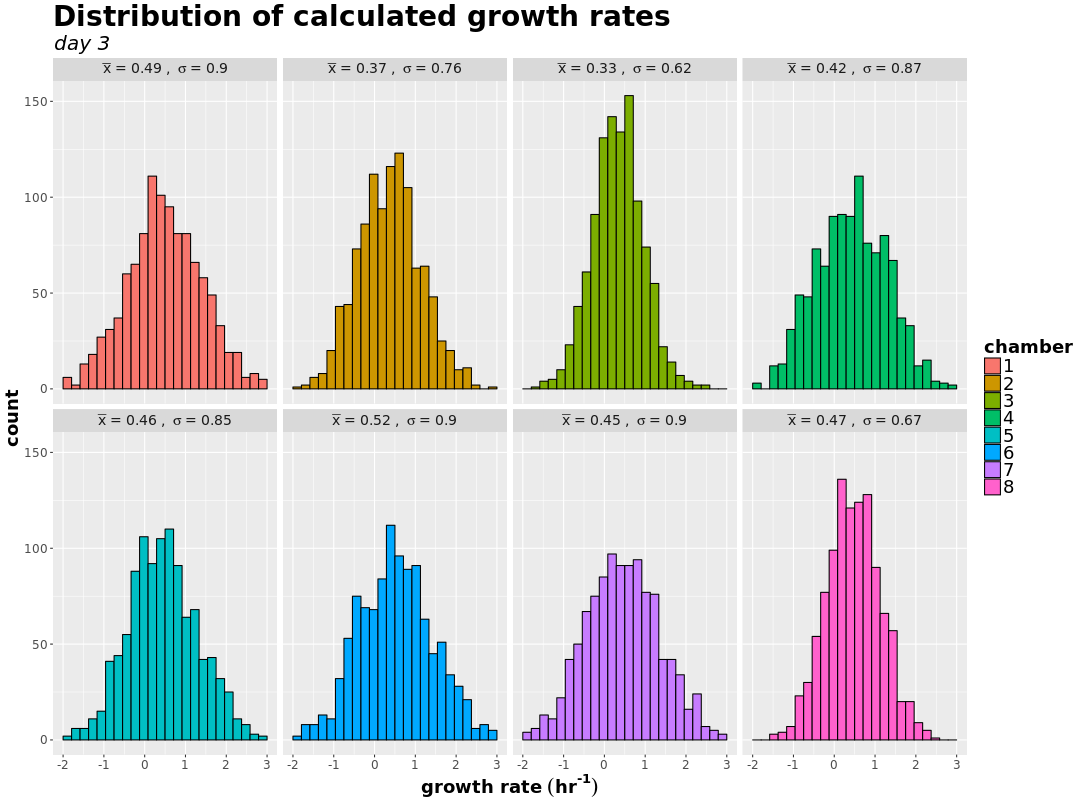 Distribution of calculated growth rates
day 3
x̅ = 0.49 , σ = 0.9
x̅ = 0.37 , σ = 0.76
x̅ = 0.33 , σ = 0.62
x̅ = 0.42 , σ = 0.87
150
100
50
0
x̅ = 0.46 , σ = 0.85
x̅ = 0.52 , σ = 0.9
x̅ = 0.45 , σ = 0.9
x̅ = 0.47 , σ = 0.67
150
100
50
0
-2 -1 0 1 2 3
-2 -1 0 1 2 3
-2 -1 0 1 2 3
-2 -1 0 1 2 3
count
growth rate (hr⁻¹)
chamber
1
2
3
4
5
6
7
8